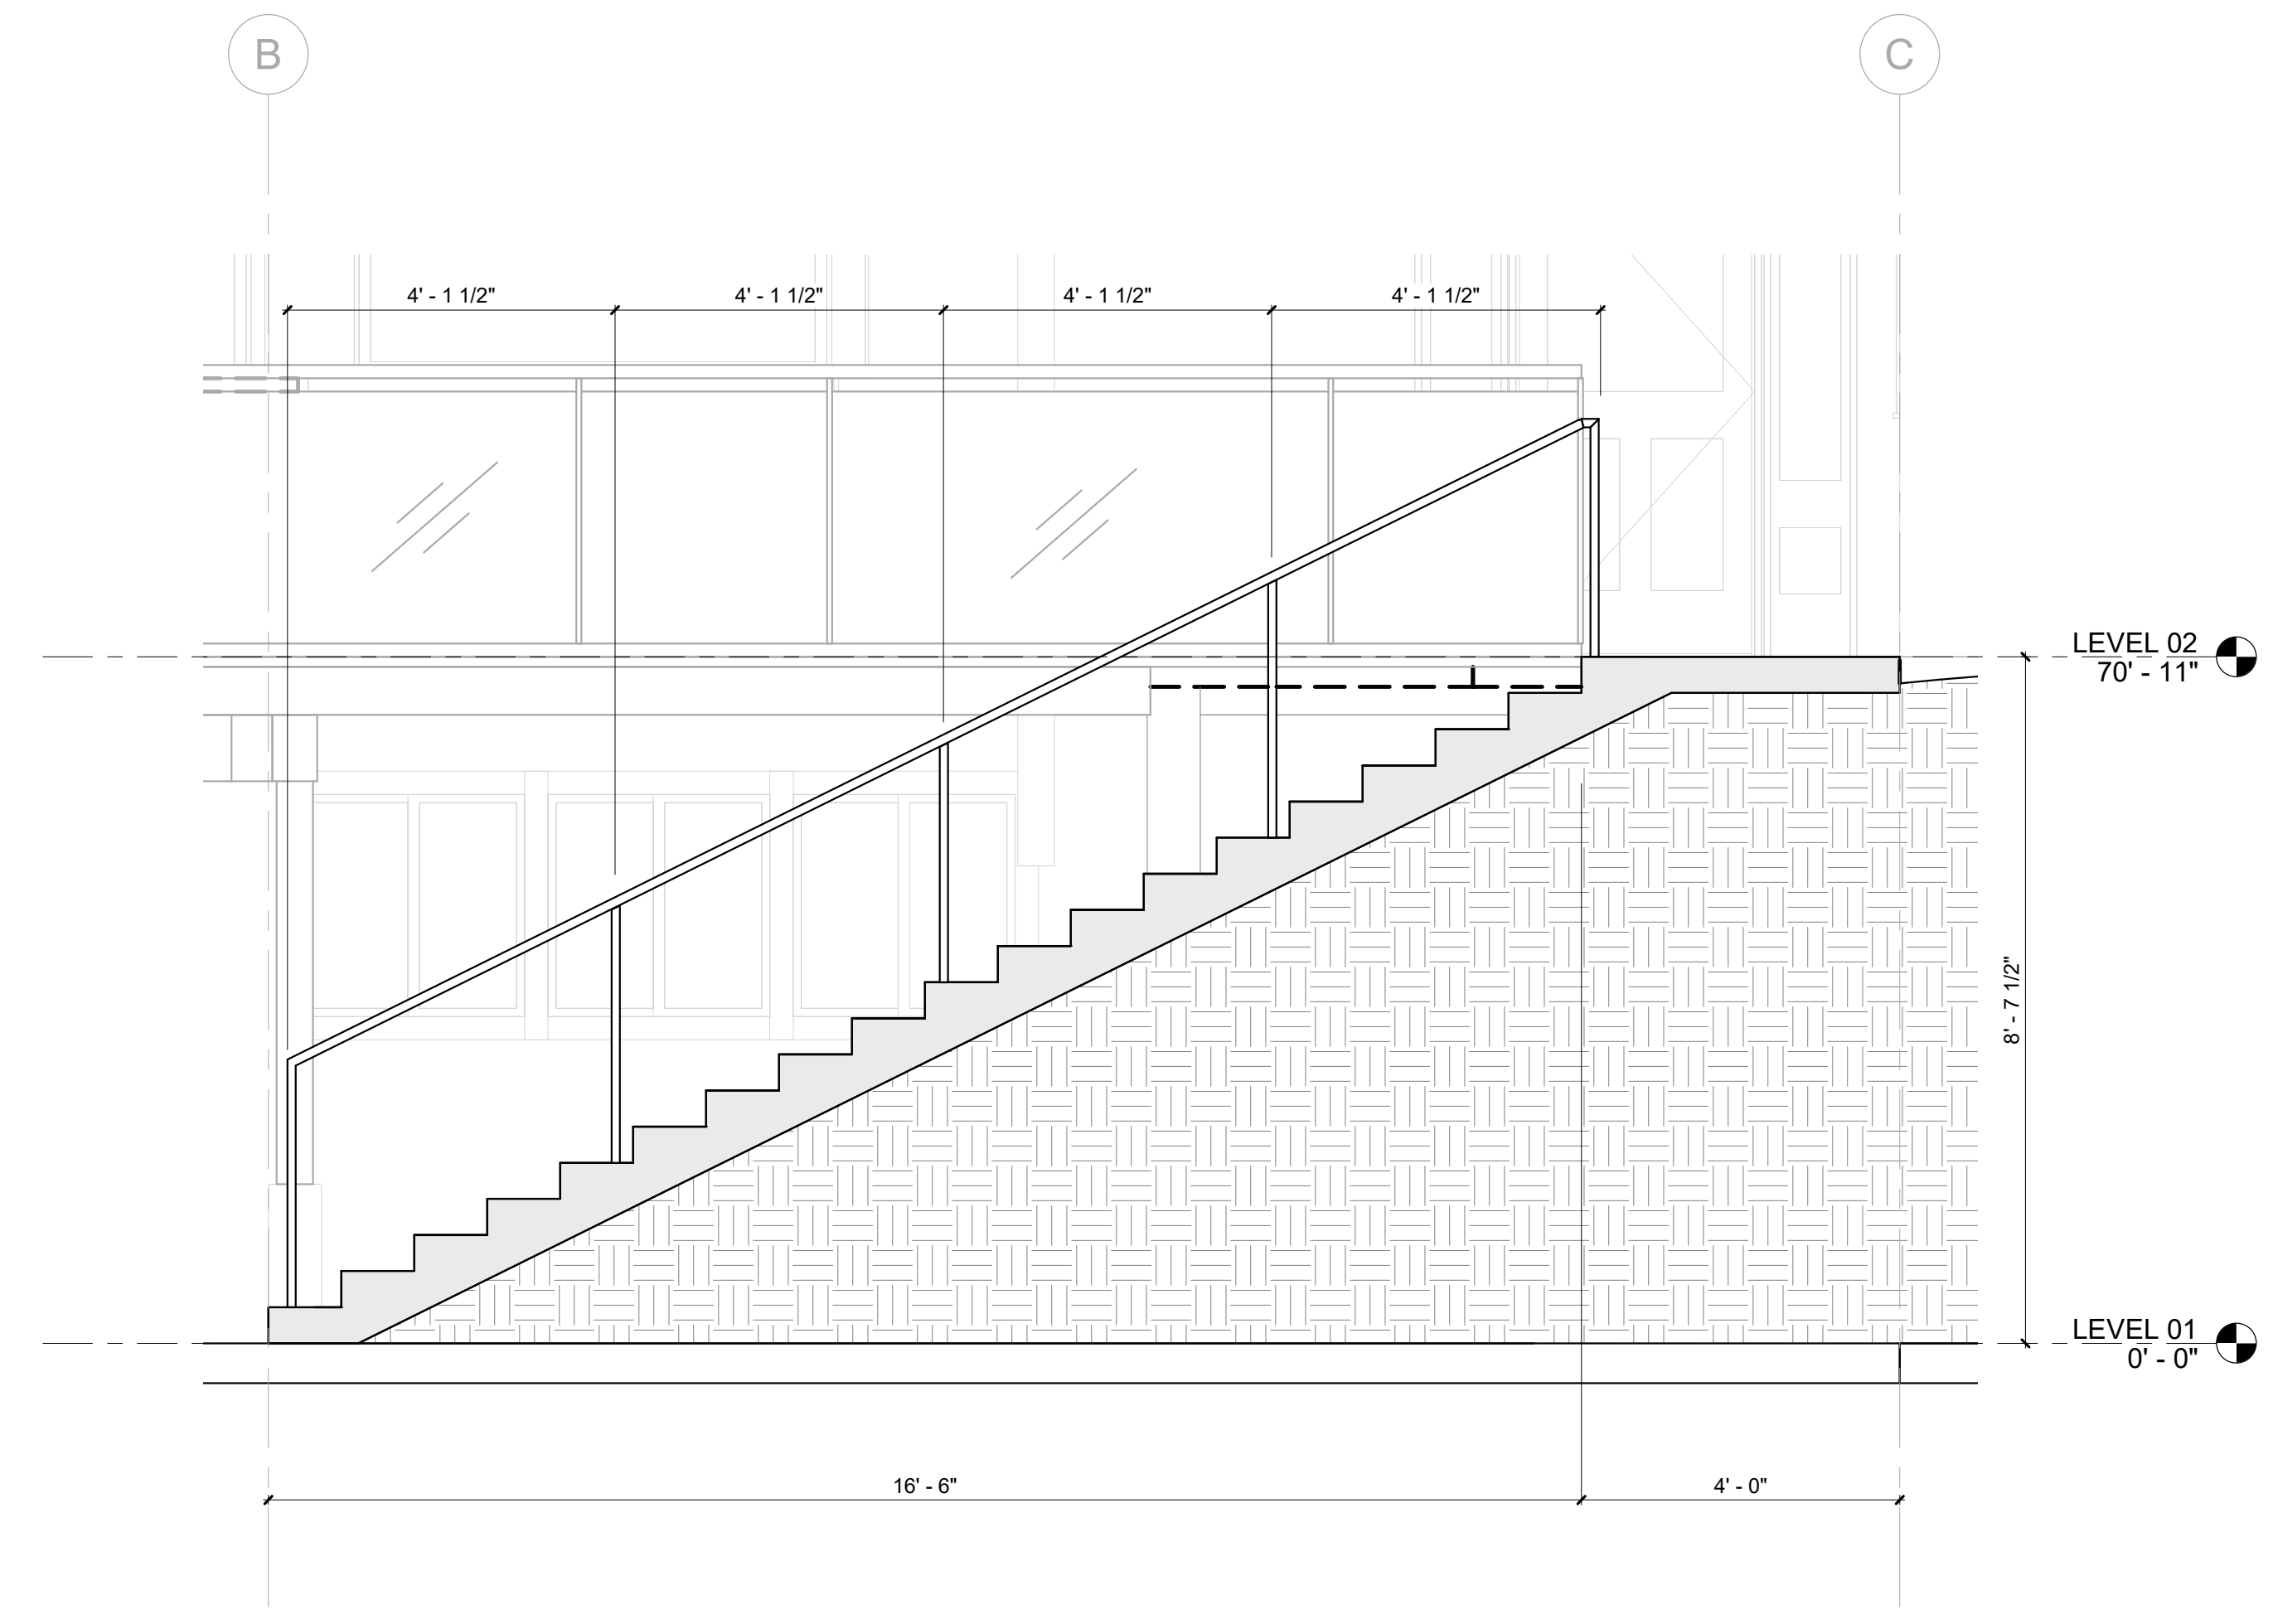 B
C
4' - 1 1/2"
4' - 1 1/2"
4' - 1 1/2"
4' - 1 1/2"
LEVEL 02
70' - 11"
8' - 7 1/2"
LEVEL 01
0' - 0"
16' - 6"
4' - 0"